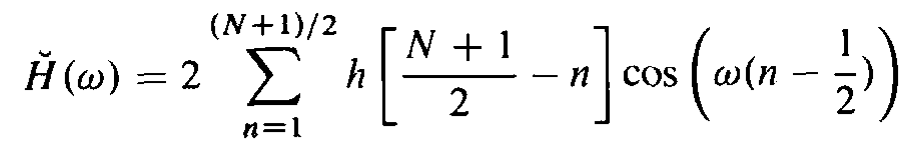 H̆(ω) = 2 ∑_{n=1}^{(N+1)/2} h[(N + 1)/2 − n] cos(ω(n − 1/2))